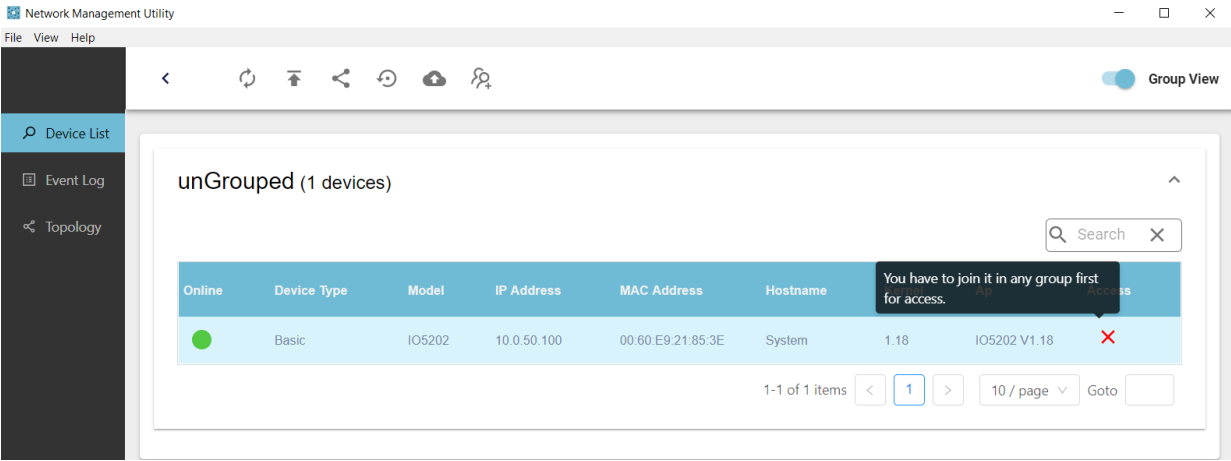 Network Management Utility
File View Help
Group View
Device List
Event Log
Topology
unGrouped (1 devices)
Search
You have to join it in any group first
for access.
Online Device Type Model IP Address MAC Address Hostname Kernel Ap Access
Basic IO5202 10.0.50.100 00:60:E9:21:85:3E System 1.18 IO5202 V1.18
1-1 of 1 items < 1 > 10 / page Goto